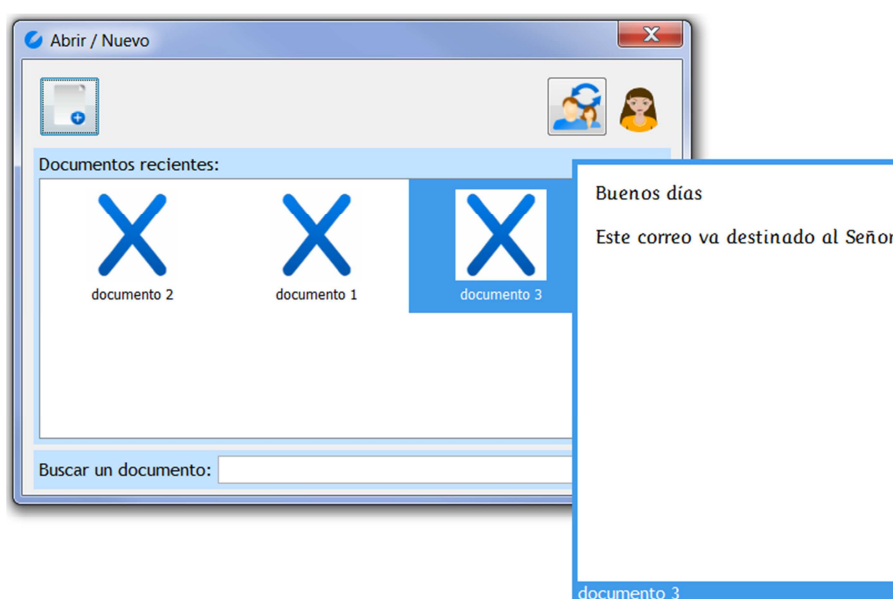 Abrir / Nuevo
Documentos recientes:
documento 2
documento 1
documento 3
Buscar un documento:
Buenos días
Este correo va destinado al Señor
documento 3